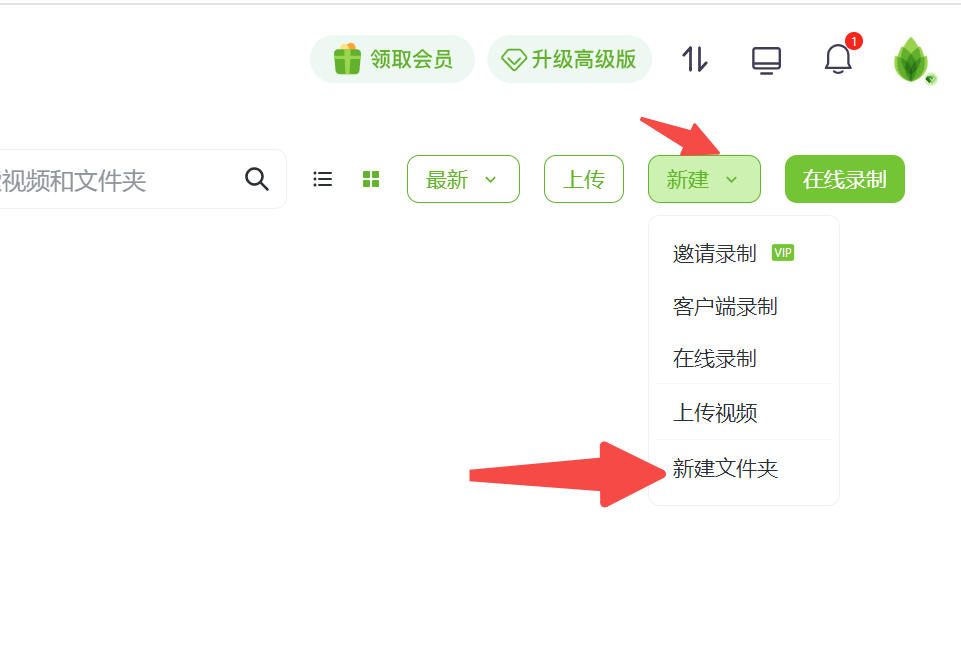 领取会员
升级高级版
1
视频和文件夹
最新
上传
新建
在线录制
邀请录制 VIP
客户端录制
在线录制
上传视频
新建文件夹